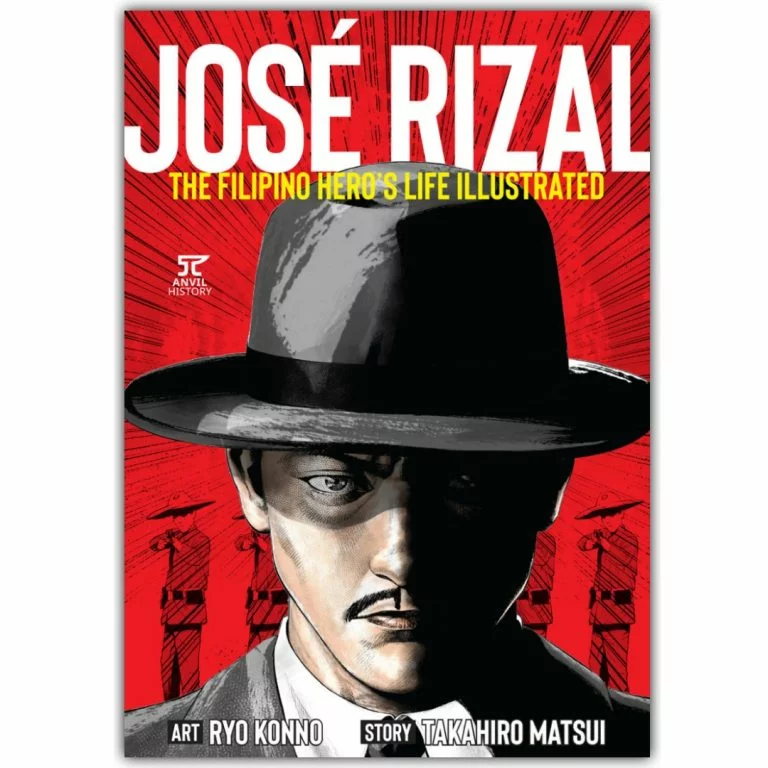 JOSÉ RIZAL
THE FILIPINO HERO'S LIFE ILLUSTRATED
ANVIL
HISTORY
ART RYO KONNO STORY TAKAHIRO MATSUI